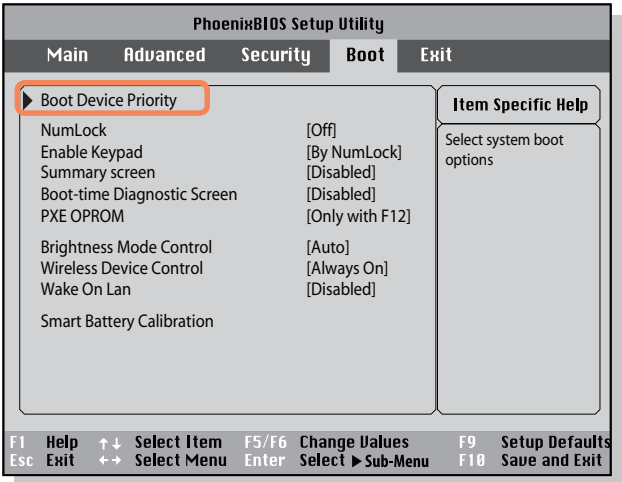 PhoenixBIOS Setup Utility
Main Advanced Security Boot Exit
Boot Device Priority
NumLock [Off]
Enable Keypad [By NumLock]
Summary screen [Disabled]
Boot-time Diagnostic Screen [Disabled]
PXE OPROM [Only with F12]
Brightness Mode Control [Auto]
Wireless Device Control [Always On]
Wake On Lan [Disabled]
Smart Battery Calibration
Item Specific Help
Select system boot
options
F1 Help ↑↓ Select Item F5/F6 Change Values F9 Setup Defaults
Esc Exit ←→ Select Menu Enter Select ▶ Sub-Menu F10 Save and Exit